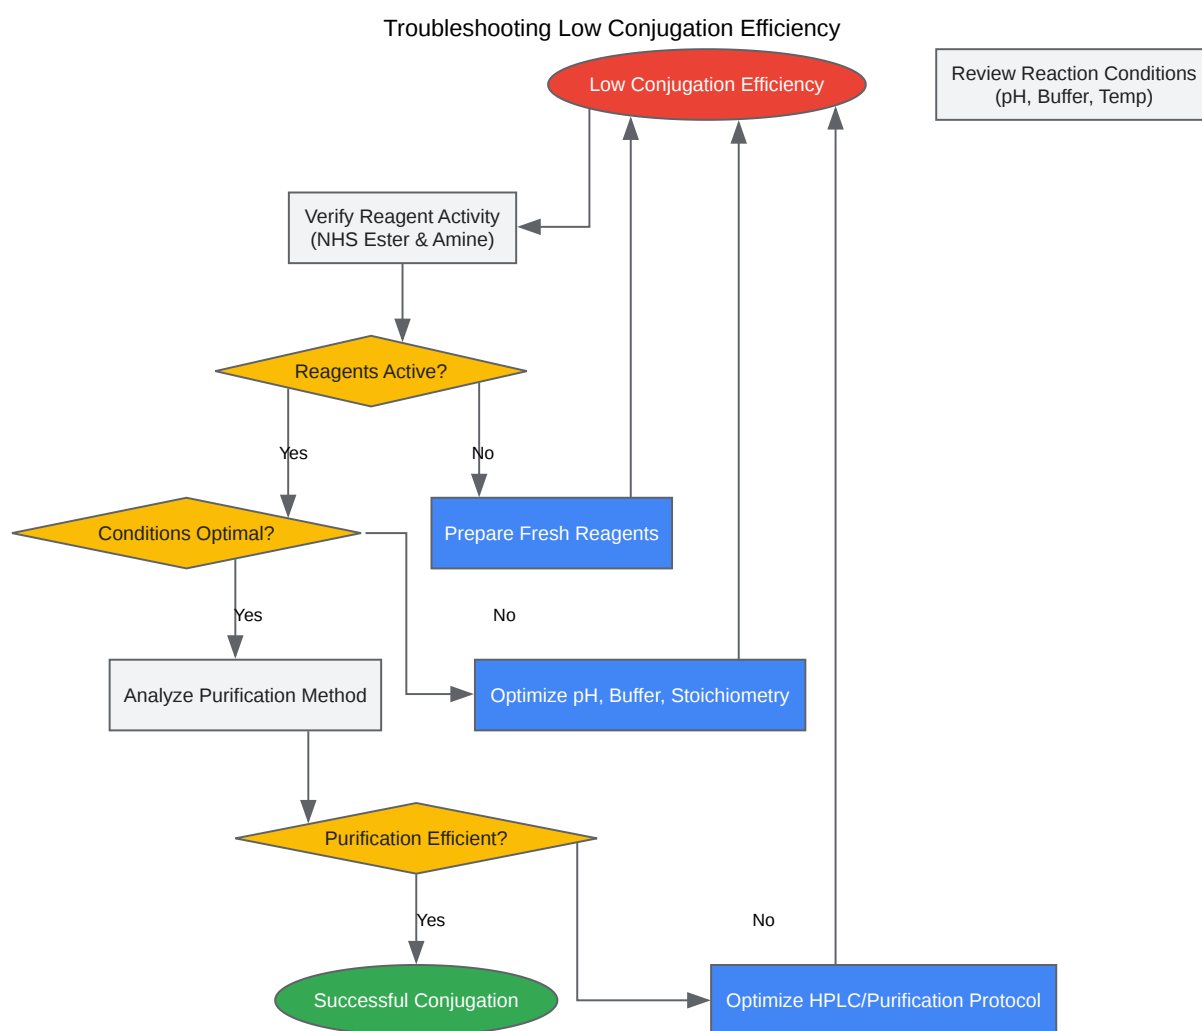 Troubleshooting Low Conjugation Efficiency
Low Conjugation Efficiency
Review Reaction Conditions
(pH, Buffer, Temp)
Verify Reagent Activity
(NHS Ester & Amine)
Reagents Active?
Yes
No
Conditions Optimal?
Prepare Fresh Reagents
Yes
No
Analyze Purification Method
Optimize pH, Buffer, Stoichiometry
Purification Efficient?
Yes
No
Successful Conjugation
Optimize HPLC/Purification Protocol